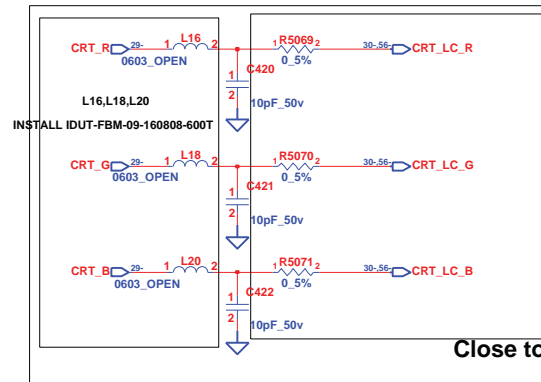 L16
R5069
CRT_R 29- 1 2 1 2 30-,56- CRT_LC_R
0603_OPEN 1 C420 0_5%
2
10pF_50v
L16,L18,L20
INSTALL IDUT-FBM-09-160808-600T
L18 R5070
CRT_G 29- 1 2 1 2 30-,56- CRT_LC_G
0603_OPEN 1 C421 0_5%
2
10pF_50v
L20 R5071
CRT_B 29- 1 2 1 2 30-,56- CRT_LC_B
0603_OPEN 1 C422 0_5%
2
10pF_50v
Close to